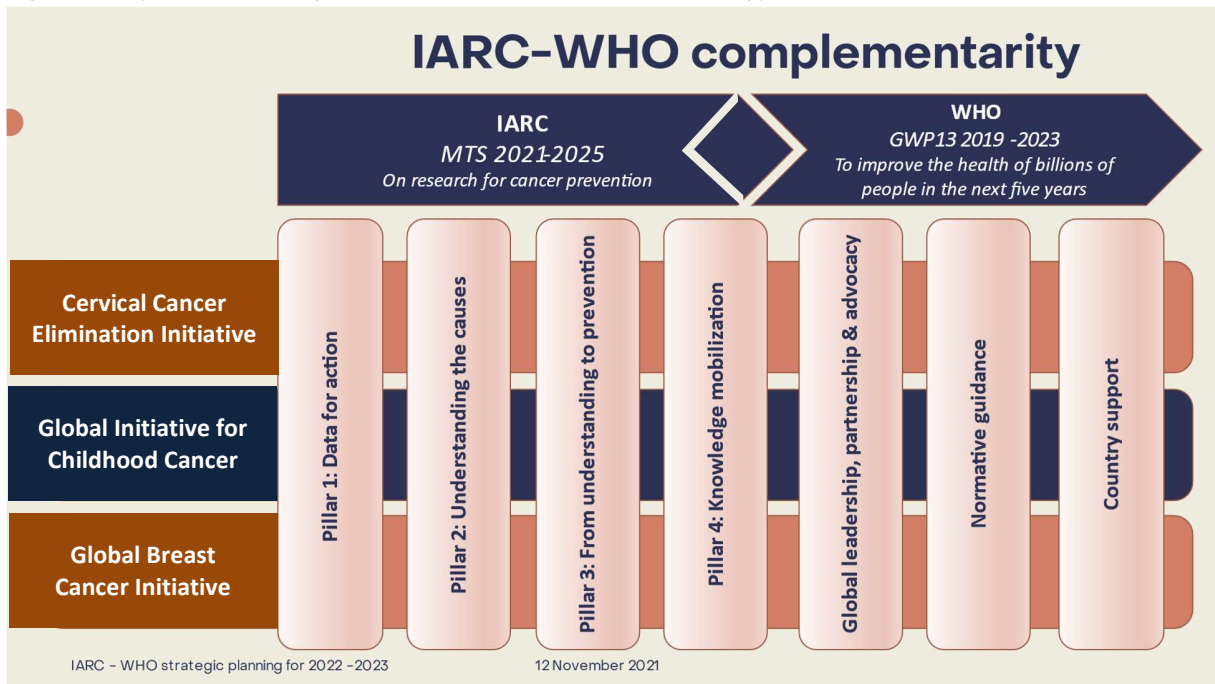 IARC-WHO complementarity
IARC
MTS 2021-2025
On research for cancer prevention
WHO
GWP13 2019 -2023
To improve the health of billions of
people in the next five years
Cervical Cancer
Elimination Initiative
Global Initiative for
Childhood Cancer
Global Breast
Cancer Initiative
Pillar 1: Data for action
Pillar 2: Understanding the causes
Pillar 3: From understanding to prevention
Pillar 4: Knowledge mobilization
Global leadership, partnership & advocacy
Normative guidance
Country support
IARC - WHO strategic planning for 2022 -2023
12 November 2021